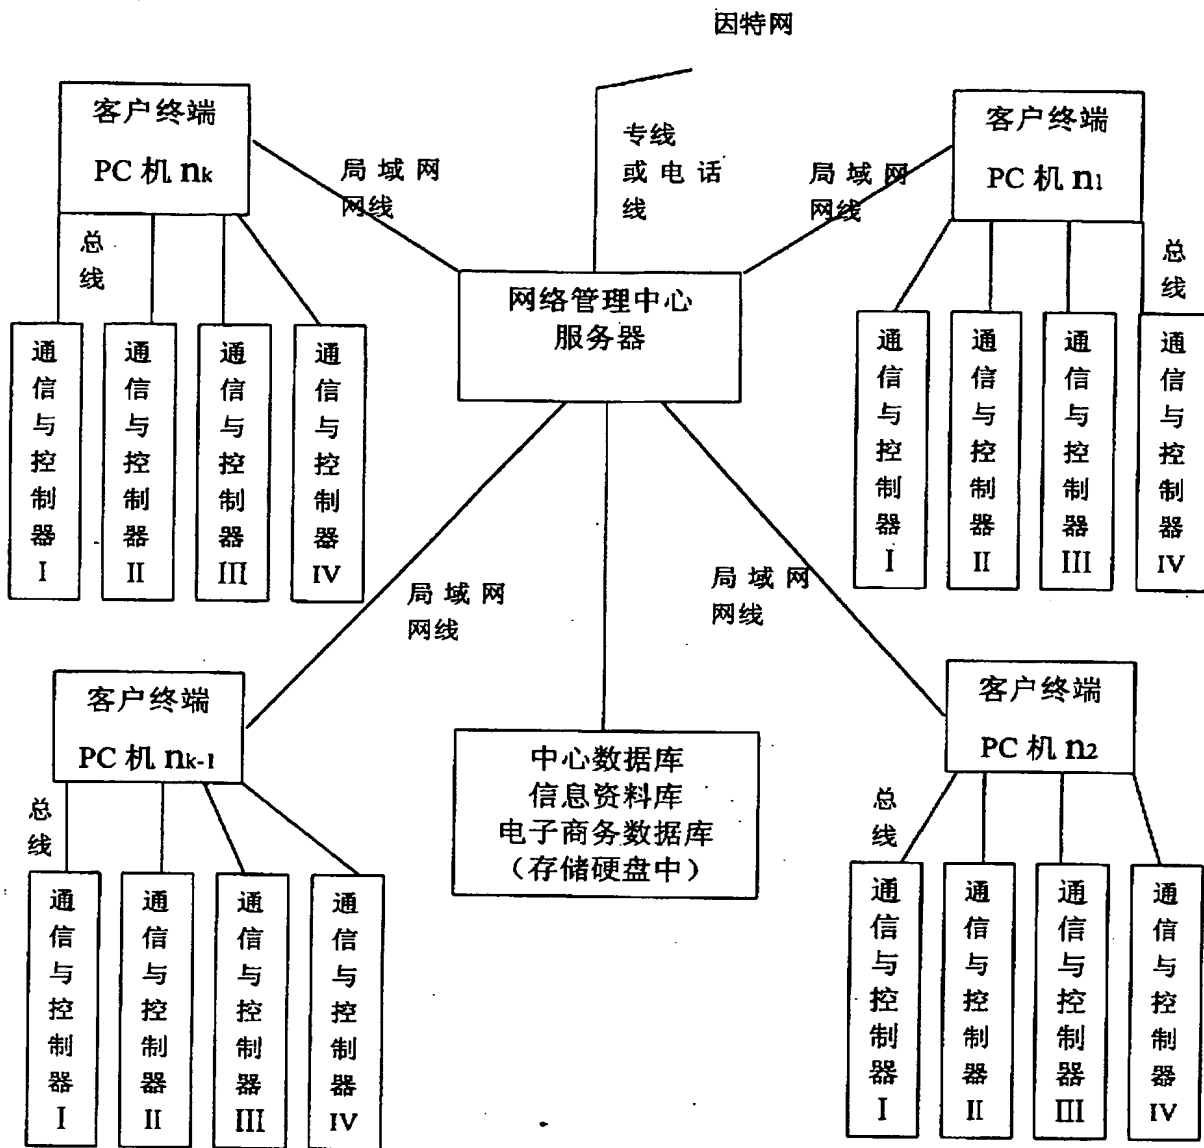 因特网
客户终端
PC 机 nk
局 域 网
网线
专线
或 电 话
线
局 域 网
网线
客户终端
PC 机 n1
总
线
总
线
网络管理中心
服务器
通信与控制器 I
通信与控制器 II
通信与控制器 III
通信与控制器 IV
通信与控制器 I
通信与控制器 II
通信与控制器 III
通信与控制器 IV
局 域 网
网线
局 域 网
网线
客户终端
PC 机 nk-1
总
线
中心数据库
信息资料库
电子商务数据库
（存储硬盘中）
客户终端
PC 机 n2
总
线
通信与控制器 I
通信与控制器 II
通信与控制器 III
通信与控制器 IV
通信与控制器 I
通信与控制器 II
通信与控制器 III
通信与控制器 IV